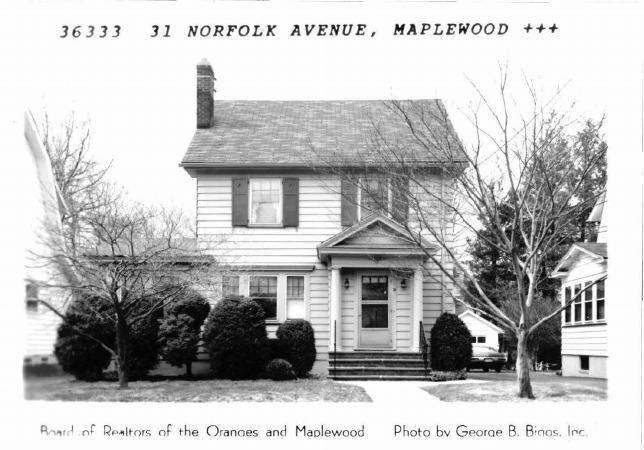 36333 31 NORFOLK AVENUE, MAPLEWOOD +++
Board of Realtors of the Oranges and Maplewood Photo by George B. Biggs, Inc.